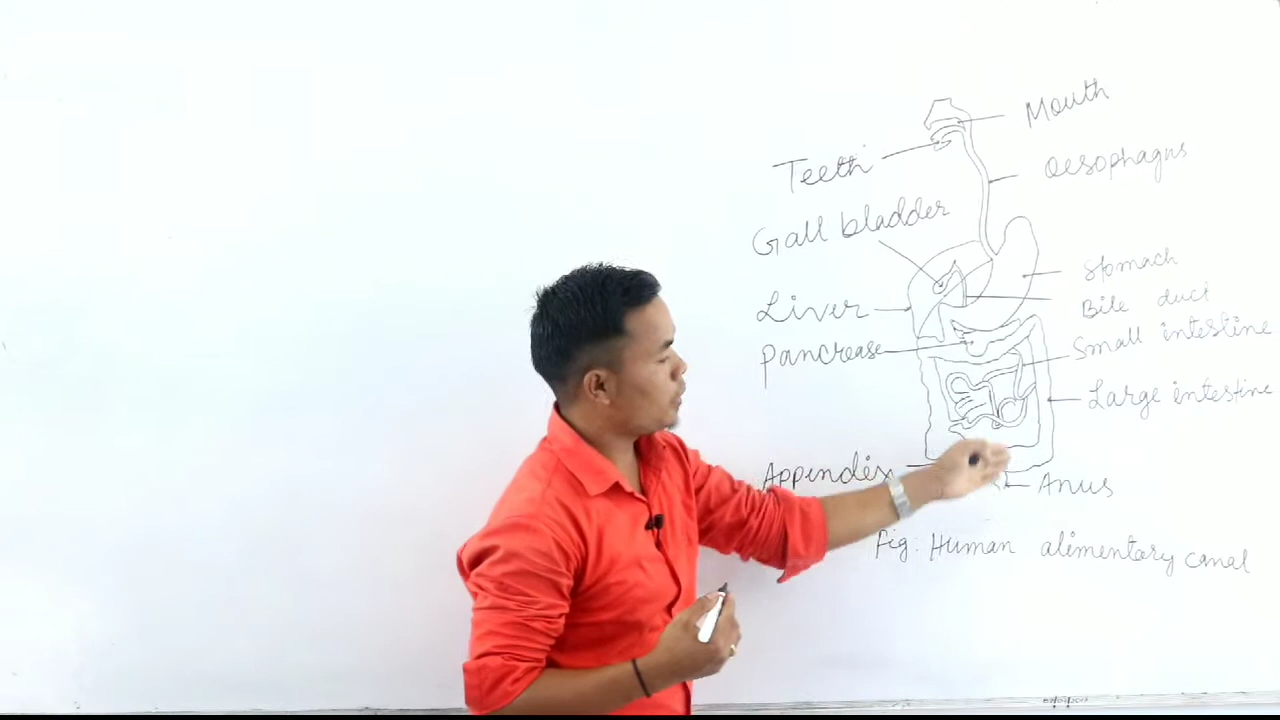 Mouth
Teeth
Oesophagus
Gall bladder
Stomach
Liver
Bile duct
Small intestine
Pancrease
Large intestine
Appendix
Anus
Fig: Human alimentary canal